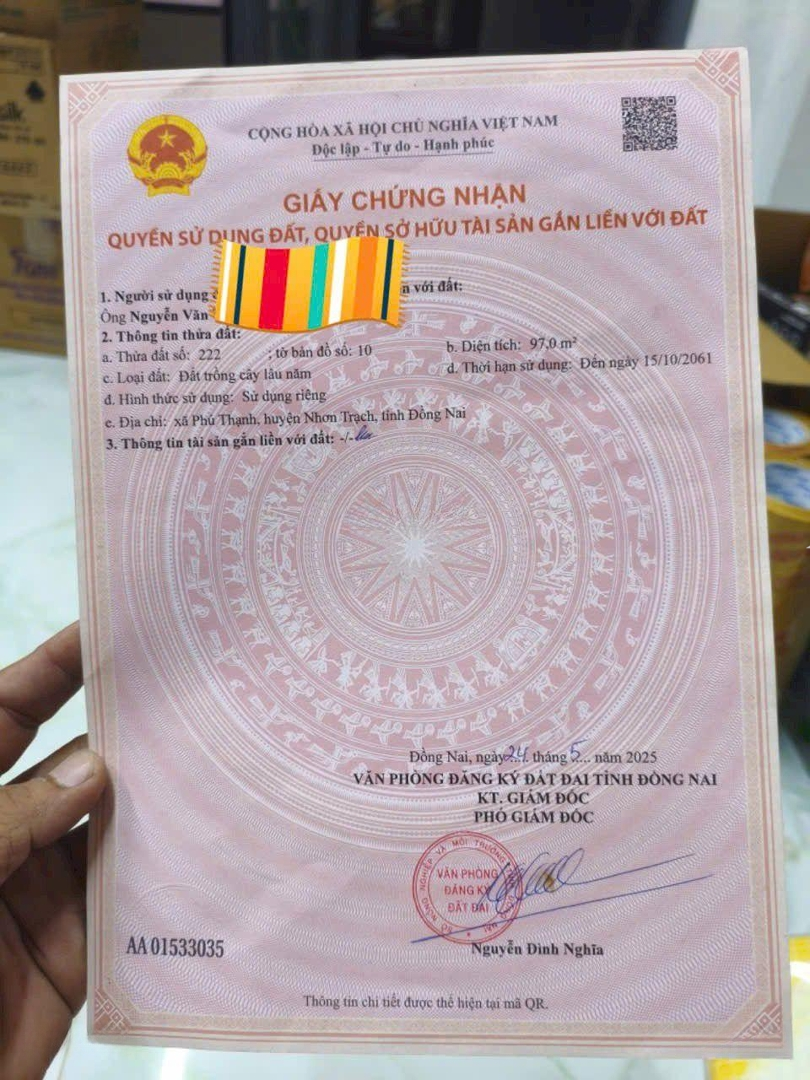 CỘNG HÒA XÃ HỘI CHỦ NGHĨA VIỆT NAM
Độc lập - Tự do - Hạnh phúc
GIẤY CHỨNG NHẬN
QUYỀN SỬ DỤNG ĐẤT, QUYỀN SỞ HỮU TÀI SẢN GẮN LIỀN VỚI ĐẤT
1. Người sử dụng n với đất:
Ông Nguyễn Văn
2. Thông tin thửa đất:
a. Thửa đất số: 222 ; tờ bản đồ số: 10 b. Diện tích: 97,0 m²
c. Loại đất: Đất trồng cây lâu năm d. Thời hạn sử dụng: Đến ngày 15/10/2061
đ. Hình thức sử dụng: Sử dụng riêng
e. Địa chỉ: xã Phú Thạnh, huyện Nhơn Trạch, tỉnh Đồng Nai
3. Thông tin tài sản gắn liền với đất: -/-
Đồng Nai, ngày 24 tháng 5 năm 2025
VĂN PHÒNG ĐĂNG KÝ ĐẤT ĐAI TỈNH ĐỒNG NAI
KT. GIÁM ĐỐC
PHÓ GIÁM ĐỐC
VĂN PHÒNG
ĐĂNG KÝ
ĐẤT ĐAI
Nguyễn Đình Nghĩa
AA 01533035
Thông tin chi tiết được thể hiện tại mã QR.